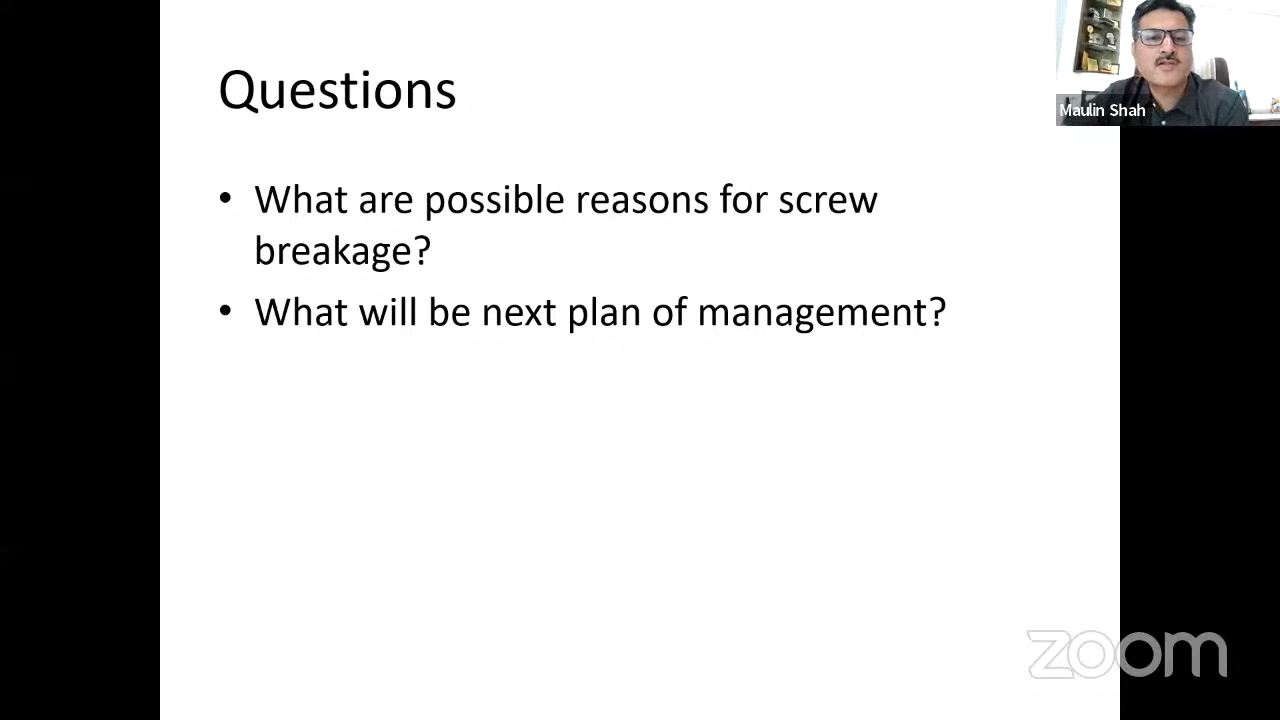 Questions
• What are possible reasons for screw
breakage?
• What will be next plan of management?
Maulin Shah
zoom